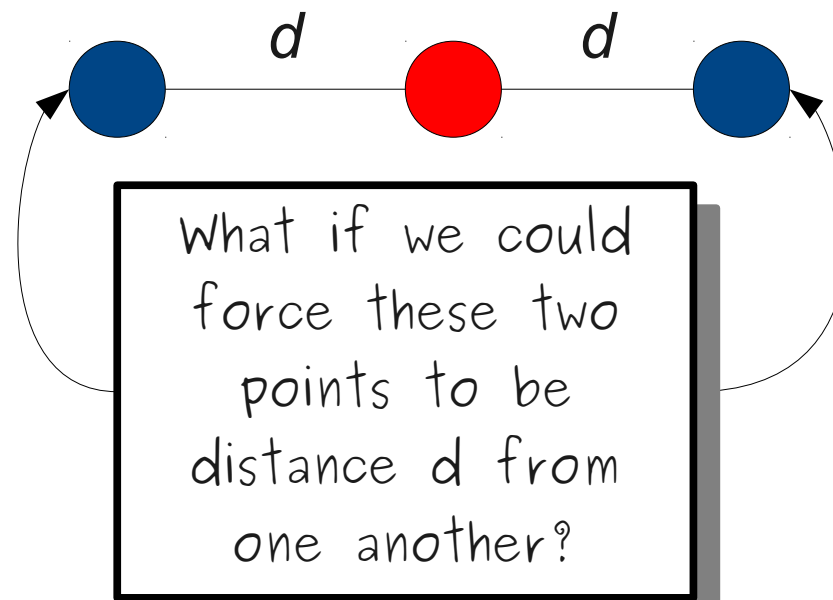 d d
What if we could
force these two
points to be
distance d from
one another?